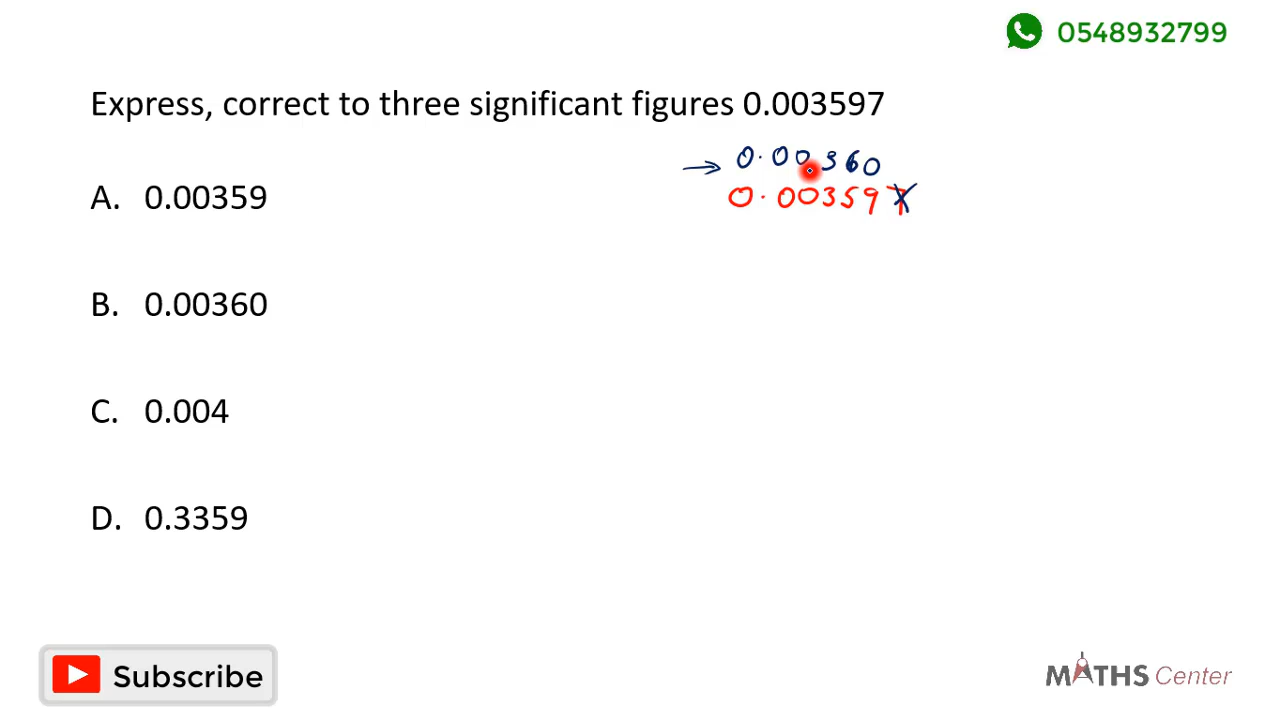 0548932799
Express, correct to three significant figures 0.003597
0.00360
A. 0.00359
0.003597
B. 0.00360
C. 0.004
D. 0.3359
Subscribe
MATHS Center